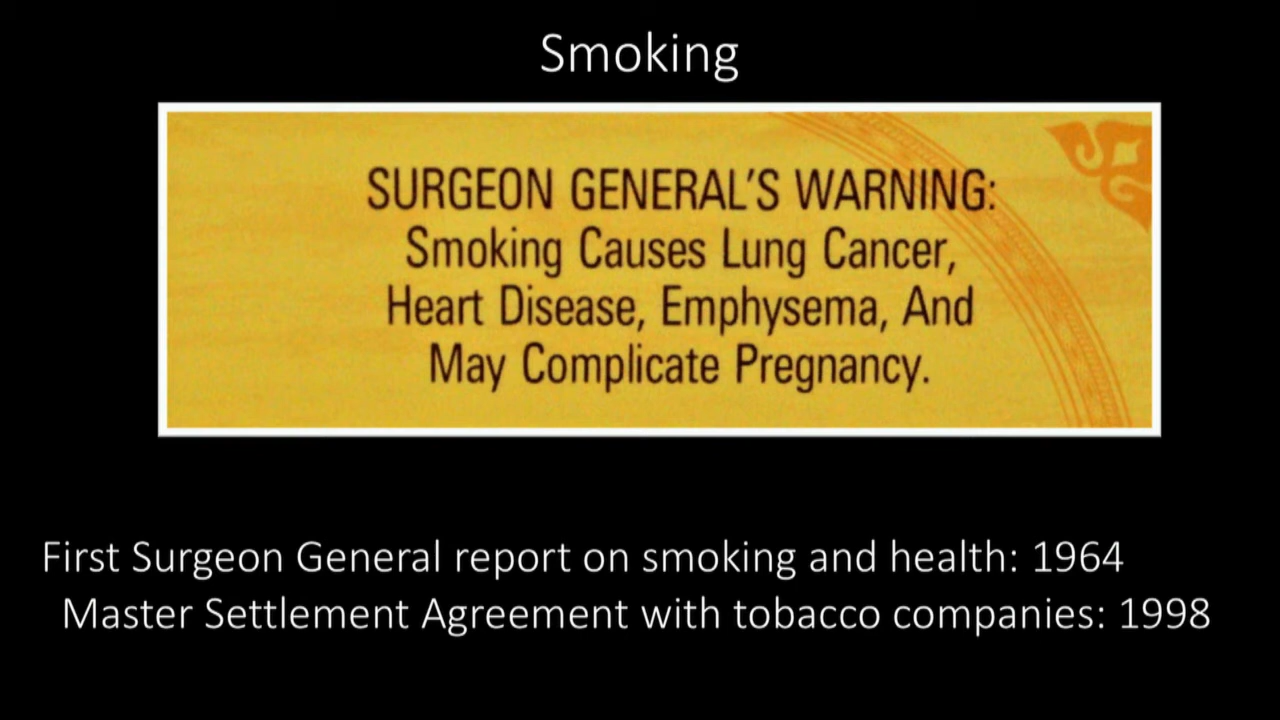 Smoking
SURGEON GENERAL'S WARNING:
Smoking Causes Lung Cancer,
Heart Disease, Emphysema, And
May Complicate Pregnancy.
First Surgeon General report on smoking and health: 1964
Master Settlement Agreement with tobacco companies: 1998